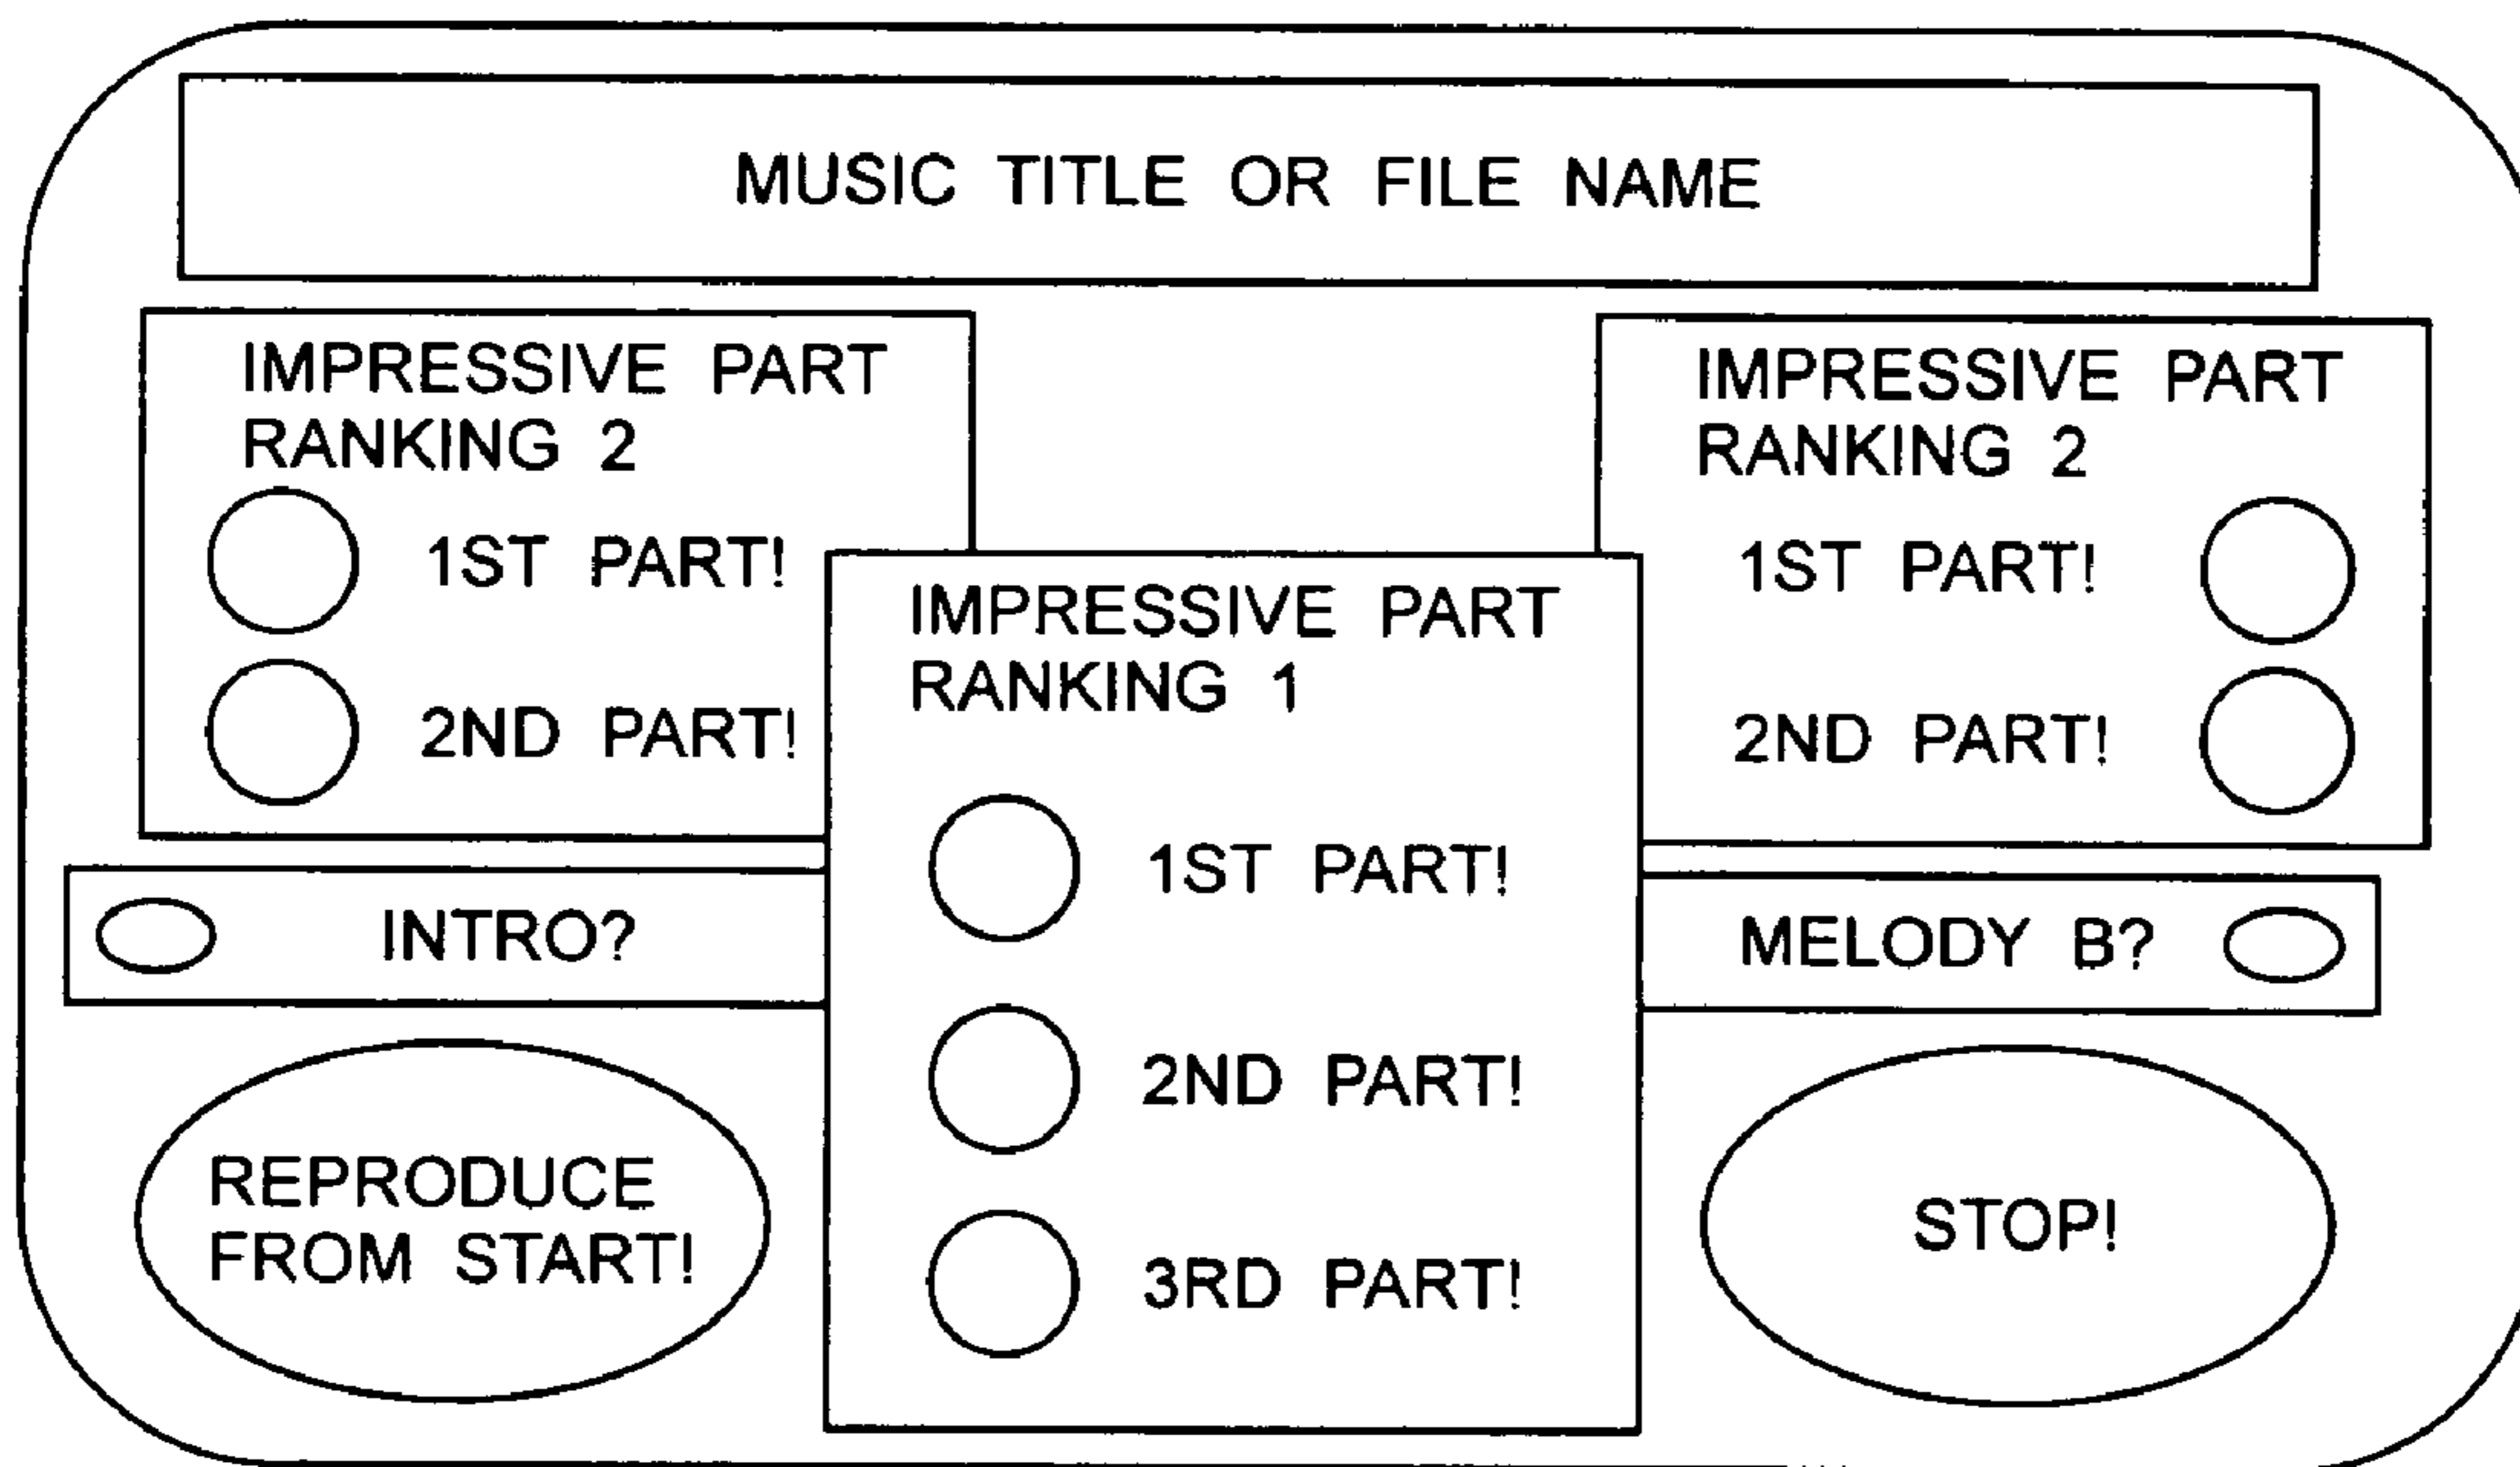 MUSIC TITLE OR FILE NAME
IMPRESSIVE PART
RANKING 2
1ST PART!
2ND PART!
IMPRESSIVE PART
RANKING 2
1ST PART!
2ND PART!
IMPRESSIVE PART
RANKING 1
1ST PART!
2ND PART!
3RD PART!
INTRO?
MELODY B?
REPRODUCE
FROM START!
STOP!